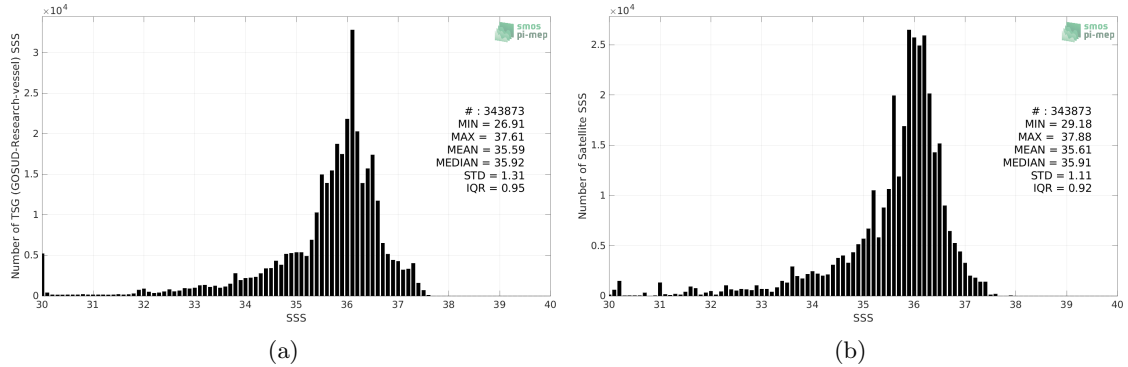 ×10⁴
smos
pi-mep
Number of TSG (GOSUD-Research-vessel) SSS
3
2.5
2
1.5
1
0.5
0
# : 343873
MIN = 26.91
MAX = 37.61
MEAN = 35.59
MEDIAN = 35.92
STD = 1.31
IQR = 0.95
30 31 32 33 34 35 36 37 38 39 40
SSS
(a)
×10⁴
smos
pi-mep
Number of Satellite SSS
2.5
2
1.5
1
0.5
0
# : 343873
MIN = 29.18
MAX = 37.88
MEAN = 35.61
MEDIAN = 35.91
STD = 1.11
IQR = 0.92
30 31 32 33 34 35 36 37 38 39 40
SSS
(b)